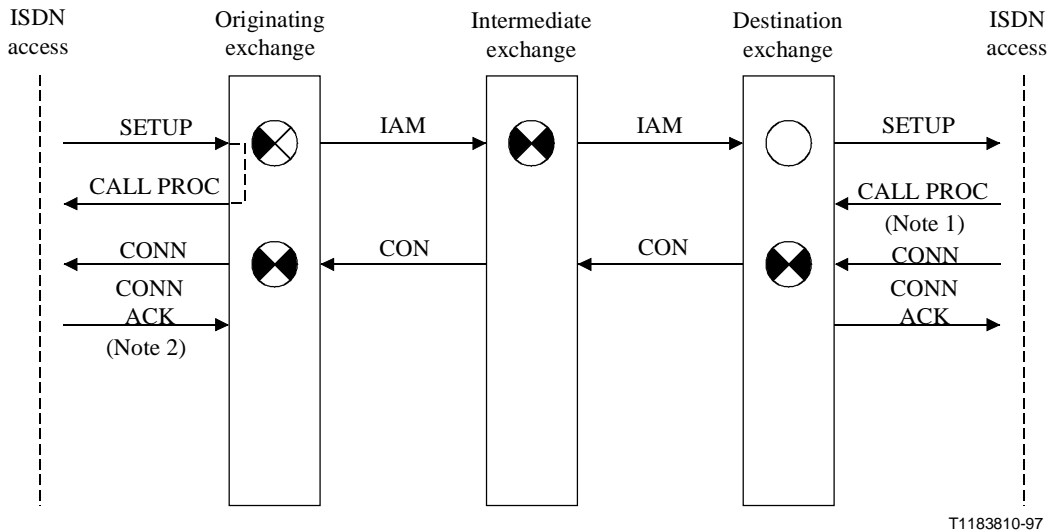 ISDN
access
Originating
exchange
Intermediate
exchange
Destination
exchange
ISDN
access
SETUP
IAM
IAM
SETUP
CALL PROC
CALL PROC
(Note 1)
CONN
CON
CON
CONN
CONN
ACK
(Note 2)
CONN
ACK
T1183810-97